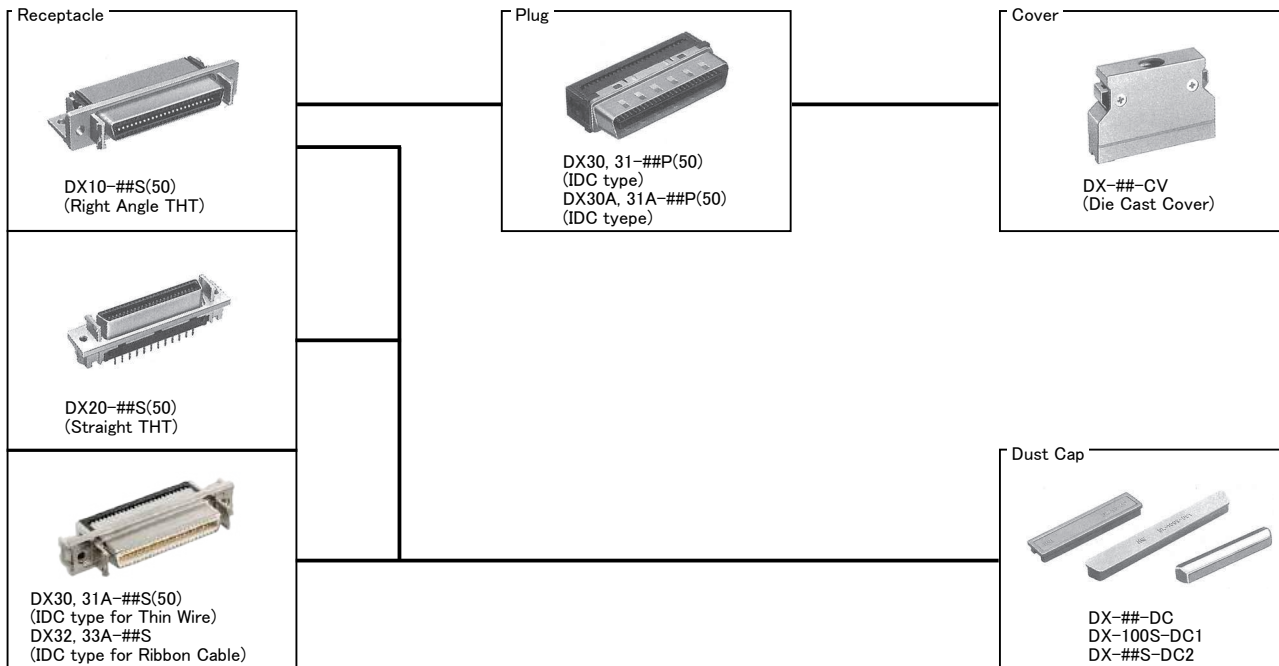 Receptacle
DX10-##S(50)
(Right Angle THT)
DX20-##S(50)
(Straight THT)
DX30, 31A-##S(50)
(IDC type for Thin Wire)
DX32, 33A-##S
(IDC type for Ribbon Cable)
Plug
DX30, 31-##P(50)
(IDC type)
DX30A, 31A-##P(50)
(IDC tyepe)
Cover
DX-##-CV
(Die Cast Cover)
Dust Cap
DX-##-DC
DX-100S-DC1
DX-##S-DC2